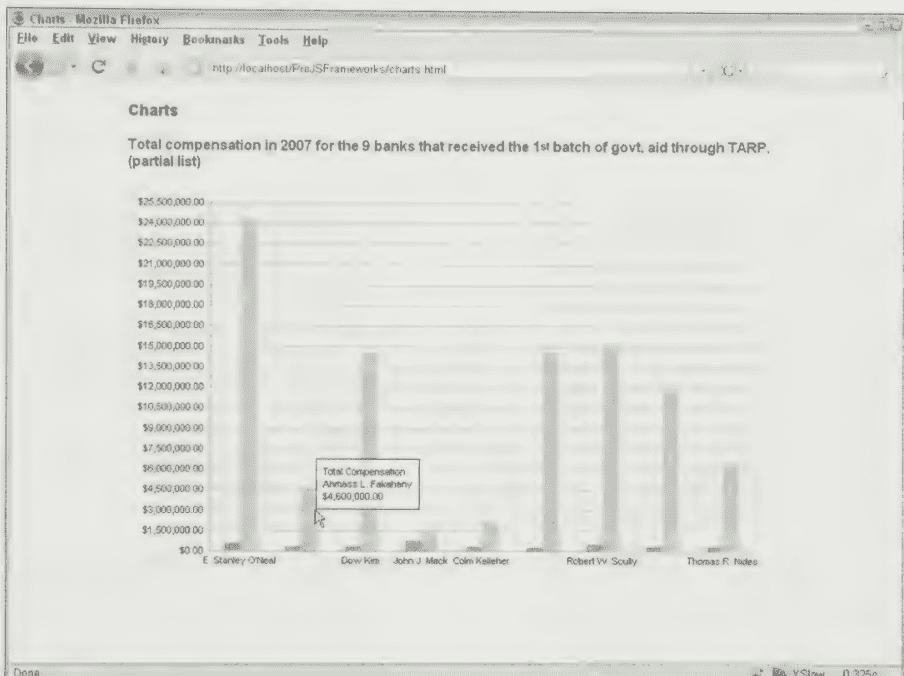 Charts - Mozilla Firefox
File Edit View History Bookmarks Tools Help
http://localhost/ProJSFrameworks/charts.html
Charts
Total compensation in 2007 for the 9 banks that received the 1st batch of govt. aid through TARP.
(partial list)
$25,500,000.00
$24,000,000.00
$22,500,000.00
$21,000,000.00
$19,500,000.00
$18,000,000.00
$16,500,000.00
$15,000,000.00
$13,500,000.00
$12,000,000.00
$10,500,000.00
$9,000,000.00
$7,500,000.00
$6,000,000.00
$4,500,000.00
$3,000,000.00
$1,500,000.00
$0.00
Total Compensation
Ahmass L. Fakahany
$4,600,000.00
E. Stanley O'Neal Dow Kim John J. Mack Colm Kelleher Robert W. Scully Thomas R. Nides
Done YSlow 0.325s